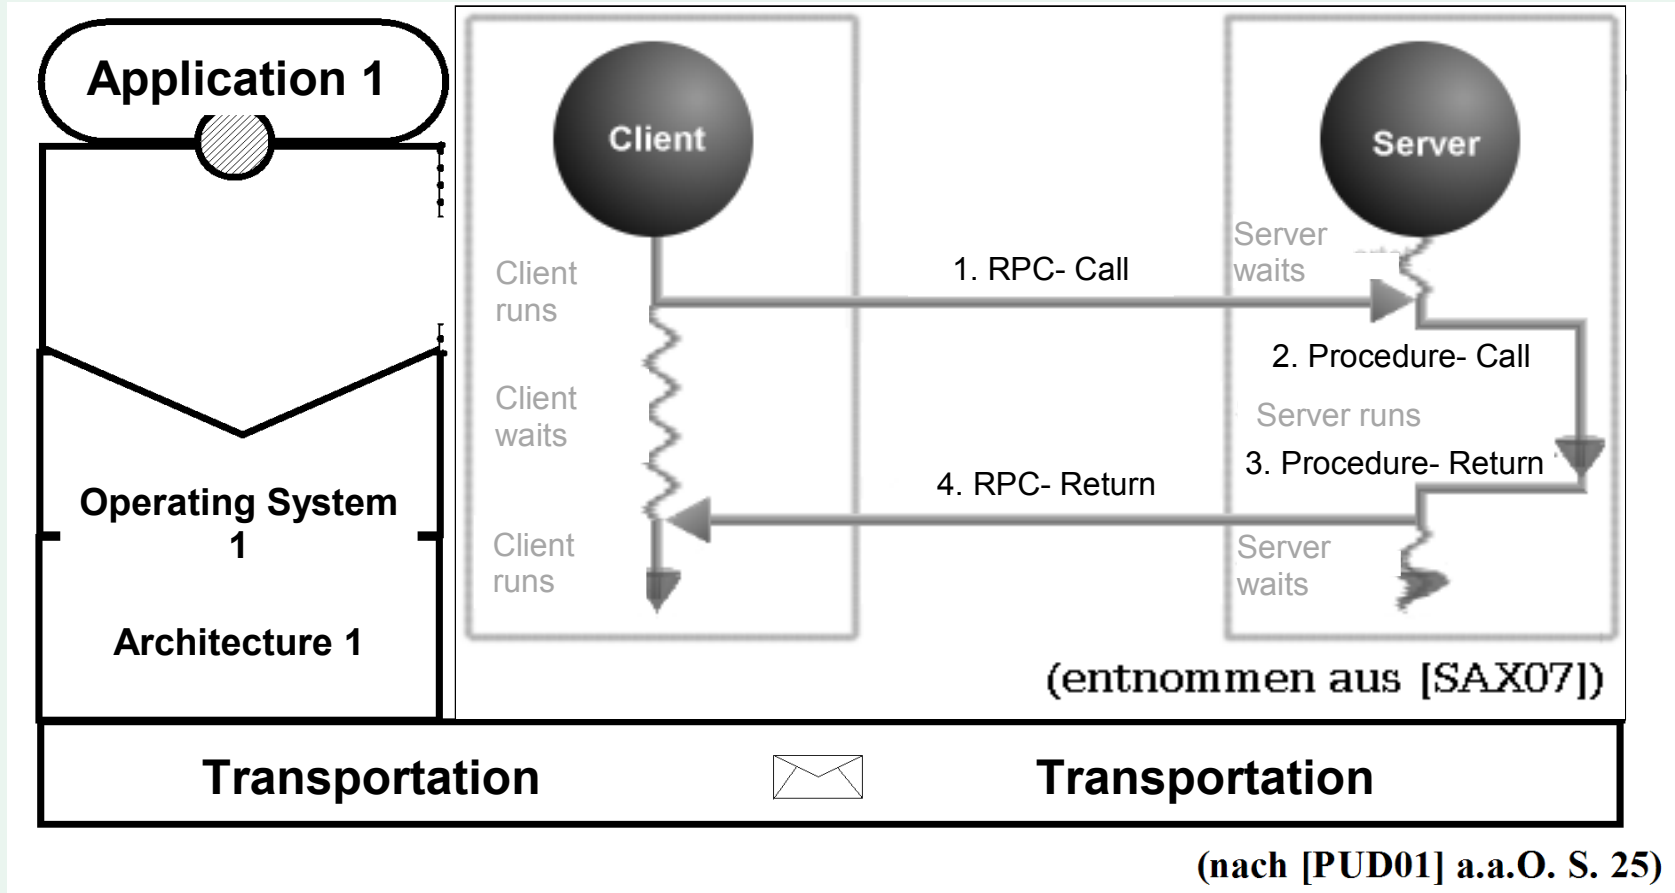 Application 1
Operating System
1
Architecture 1
Client
Server
Client
runs
1. RPC- Call
Server
waits
2. Procedure- Call
Client
waits
Server runs
3. Procedure- Return
4. RPC- Return
Client
runs
Server
waits
(entnommen aus [SAX07])
Transportation
Transportation
(nach [PUD01] a.a.O. S. 25)